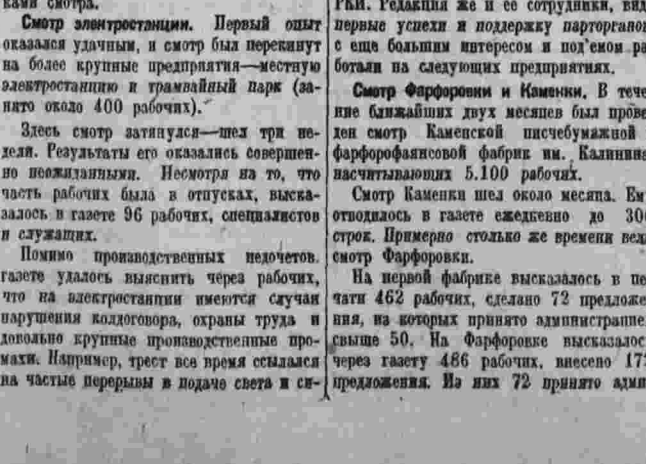 ками смотра.
Смотр электростанции. Первый опыт
оказался удачным, и смотр был перекинут
на более крупные предприятия—местную
электростанцию и трамвайный парк (за-
нято около 400 рабочих).
Здесь смотр затянулся—шел три не-
дели. Результаты его оказались совершен-
но неожиданными. Несмотря на то, что
часть рабочих была в отпусках, выска-
залось в газете 96 рабочих, специалистов
и служащих.
Помимо производственных недочетов,
газете удалось выяснить через рабочих,
что на электростанции имеются случаи
нарушения колдоговора, охраны труда и
довольно крупные производственные про-
махи. Например, трест все время ссылался
на частые перерывы в подаче света и си-
РКИ. Редакция же и ее сотрудники, вид
первые успехи и поддержку парторганов
с еще большим интересом и под'емом ра
ботали на следующих предприятиях.
Смотр Фарфоровки и Каменки. В тече
ние ближайших двух месяцев был прове
ден смотр Каменской писчебумажной
фарфорофаянсовой фабрик им. Калинина
насчитывающих 5.100 рабочих.
Смотр Каменки шел около месяца. Ем
отводилось в газете ежедневно до 30
строк. Примерно столько же времени вел
смотр Фарфоровки.
На первой фабрике высказалось в пе
чати 462 рабочих, сделано 72 предложе
ния, из которых принято администрацие
свыше 50. На Фарфоровке высказалос
через газету 486 рабочих, внесено 17
предложения. Из них 72 принято адми